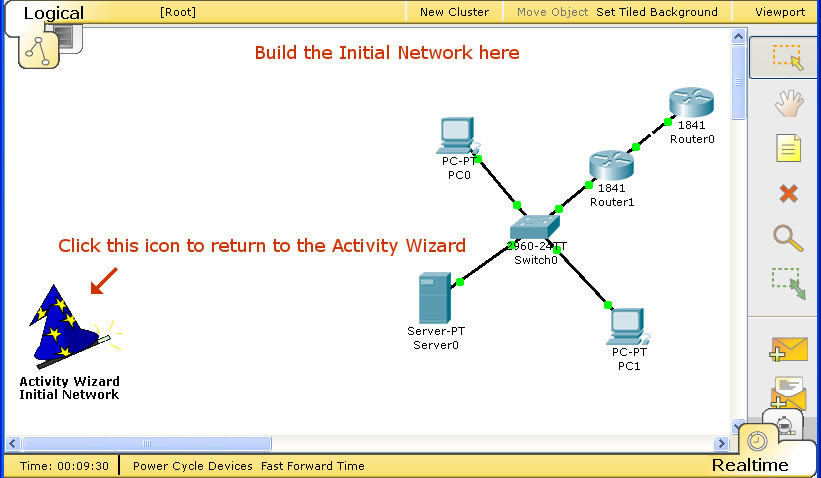 Logical
[Root]
New Cluster
Move Object
Set Tiled Background
Viewport
Build the Initial Network here
1841
Router0
PC-PT
PC0
1841
Router1
Click this icon to return to the Activity Wizard
2960-24TT
Switch0
Server-PT
Server0
PC-PT
PC1
Activity Wizard
Initial Network
Time: 00:09:30
Power Cycle Devices
Fast Forward Time
Realtime